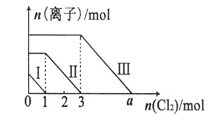 n(离子)/mol
I II III
0 1 2 3 a n(Cl₂)/mol